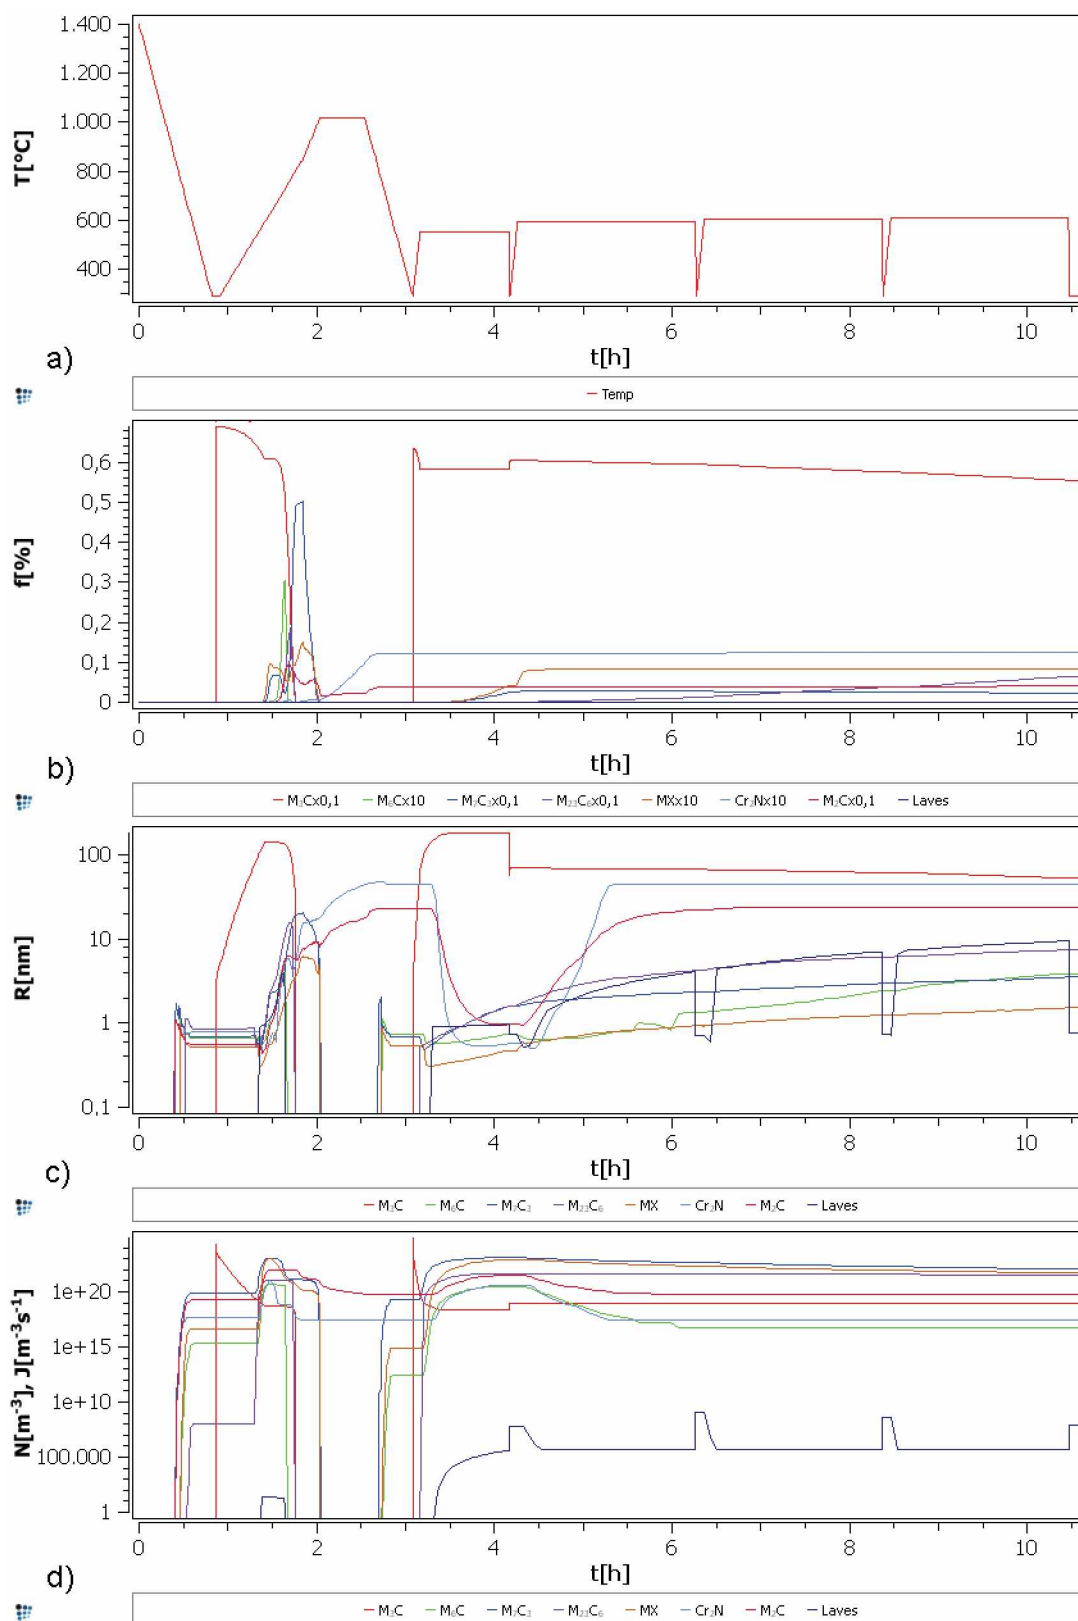 1.400
1.200
1.000
800
600
400
T[°C]
0 2 4 6 8 10
t[h]
a)
Temp
0,6
0,5
0,4
0,3
0,2
0,1
0
f[%]
0 2 4 6 8 10
t[h]
b)
M₃Cx0,1 M₆Cx10 M₇C₃x0,1 M₂₃C₆x0,1 MXx10 Cr₂Nx10 M₂Cx0,1 Laves
100
10
1
0,1
R[nm]
0 2 4 6 8 10
t[h]
c)
M₃C M₆C M₇C₃ M₂₃C₆ MX Cr₂N M₂C Laves
1e+20
1e+15
1e+10
100.000
1
N[m⁻³], J[m⁻³s⁻¹]
0 2 4 6 8 10
t[h]
d)
M₃C M₆C M₇C₃ M₂₃C₆ MX Cr₂N M₂C Laves